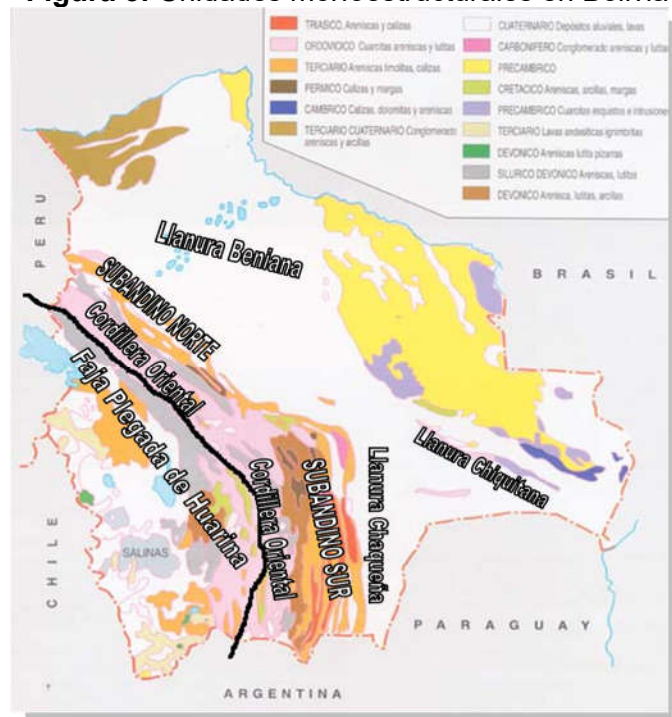 Figura 3. Unidades morfoestructurales en Bolivia
TRIASICO, Areniscas y calizas
ORDOVICICO Cuarcitas areniscas y lutitas
TERCIARIO Areniscas limolitas, calizas
PERMICO Calizas y margas
CAMBRICO Calizas, dolomitas y areniscas
TERCIARIO CUATERNARIO Conglomerado
areniscas y arcillas
CUATERNARIO Depósitos aluviales, lavas
CARBONIFERO Conglomerado areniscas y lutitas
PRECAMBRICO
CRETACICO Areniscas, arcillas, margas
PRECAMBRICO Cuarcitas esquistos e intrusiones
TERCIARIO Lavas andesiticas ignimbritas
DEVONICO Areniscas lutita pizarras
SILURICO DEVONICO Areniscas, lutitas
DEVONICO Arenisca, lutitas, arcillas
PERU
BRASIL
Llanura Beniana
SUBANDINO NORTE
Cordillera Oriental
Faja Plegada de Huarina
Cordillera Oriental
SUBANDINO SUR
Llanura Chaqueña
Llanura Chiquitana
SALINAS
CHILE
PARAGUAY
ARGENTINA